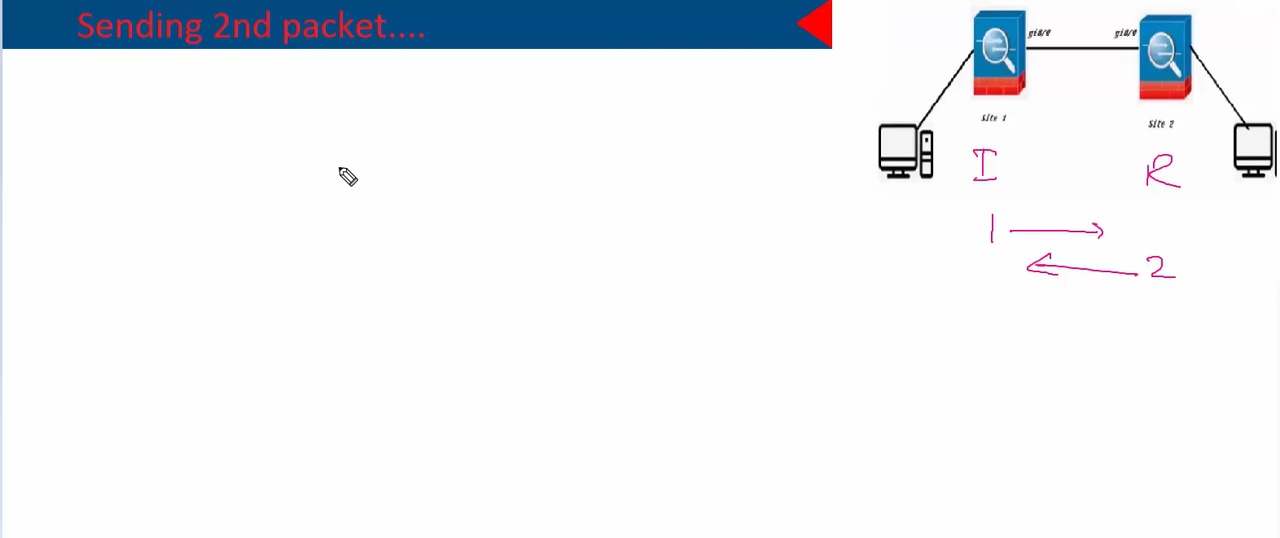 Sending 2nd packet....
gi0/0 gi0/0
Site 1
Site 2
I R
1
2